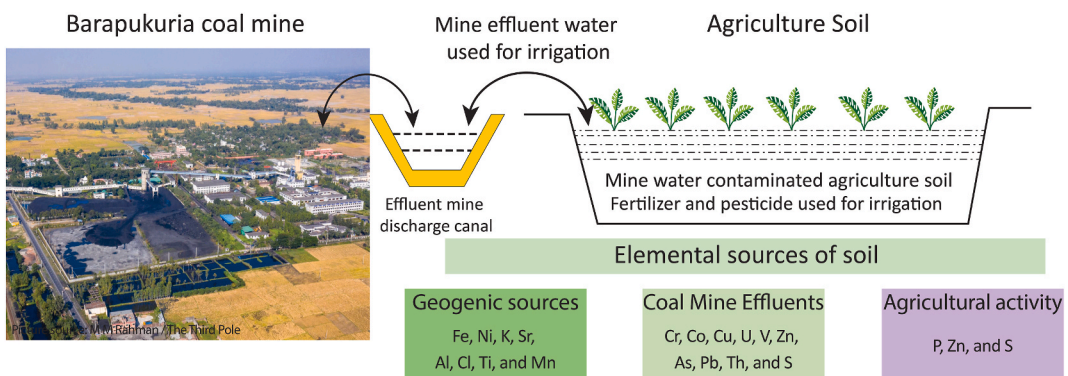 Barapukuria coal mine
Mine effluent water
used for irrigation
Agriculture Soil
Effluent mine
discharge canal
Mine water contaminated agriculture soil
Fertilizer and pesticide used for irrigation
Elemental sources of soil
Geogenic sources
Fe, Ni, K, Sr,
Al, Cl, Ti, and Mn
Coal Mine Effluents
Cr, Co, Cu, U, V, Zn,
As, Pb, Th, and S
Agricultural activity
P, Zn, and S
M M Rahman / The Third Pole